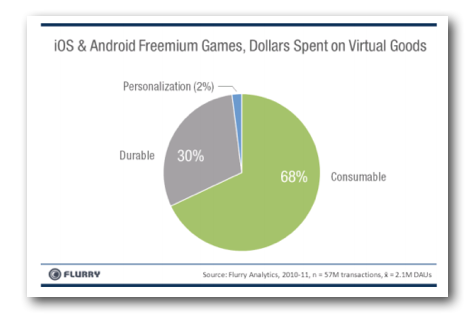 iOS & Android Freemium Games, Dollars Spent on Virtual Goods
Personalization (2%)
Durable
30%
68%
Consumable
FLURRY
Source: Flurry Analytics, 2010-11, n = 57M transactions, x̄ = 2.1M DAUs